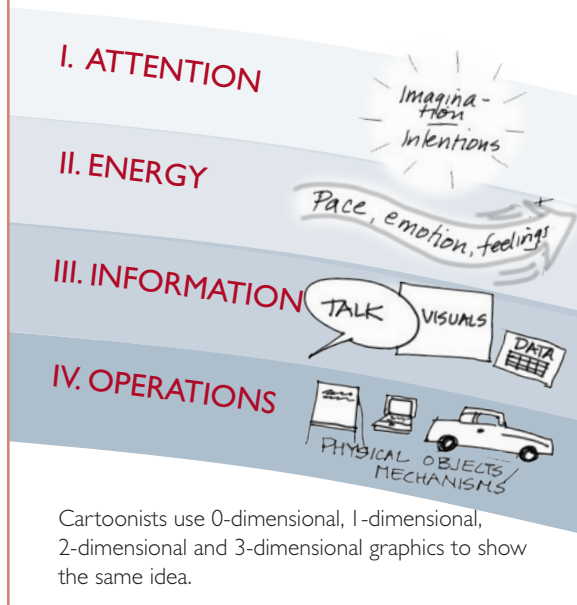 I. ATTENTION
Imagina-
tion
Intentions
II. ENERGY
+
Pace, emotion, feelings
III. INFORMATION
TALK
VISUALS
DATA
IV. OPERATIONS
PHYSICAL OBJECTS/
MECHANISMS
Cartoonists use 0-dimensional, 1-dimensional,
2-dimensional and 3-dimensional graphics to show
the same idea.